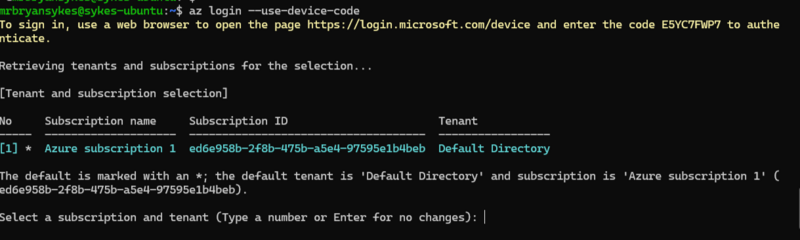 mrbryansykes@sykes-ubuntu:~$ az login --use-device-code
To sign in, use a web browser to open the page https://login.microsoft.com/device and enter the code E5YC7FWP7 to authe
nticate.
Retrieving tenants and subscriptions for the selection...
[Tenant and subscription selection]
No Subscription name Subscription ID Tenant
----- ------------------- ------------------------------------ -----------------
[1] * Azure subscription 1 ed6e958b-2f8b-475b-a5e4-97595e1b4beb Default Directory
The default is marked with an *; the default tenant is 'Default Directory' and subscription is 'Azure subscription 1' (
ed6e958b-2f8b-475b-a5e4-97595e1b4beb).
Select a subscription and tenant (Type a number or Enter for no changes):